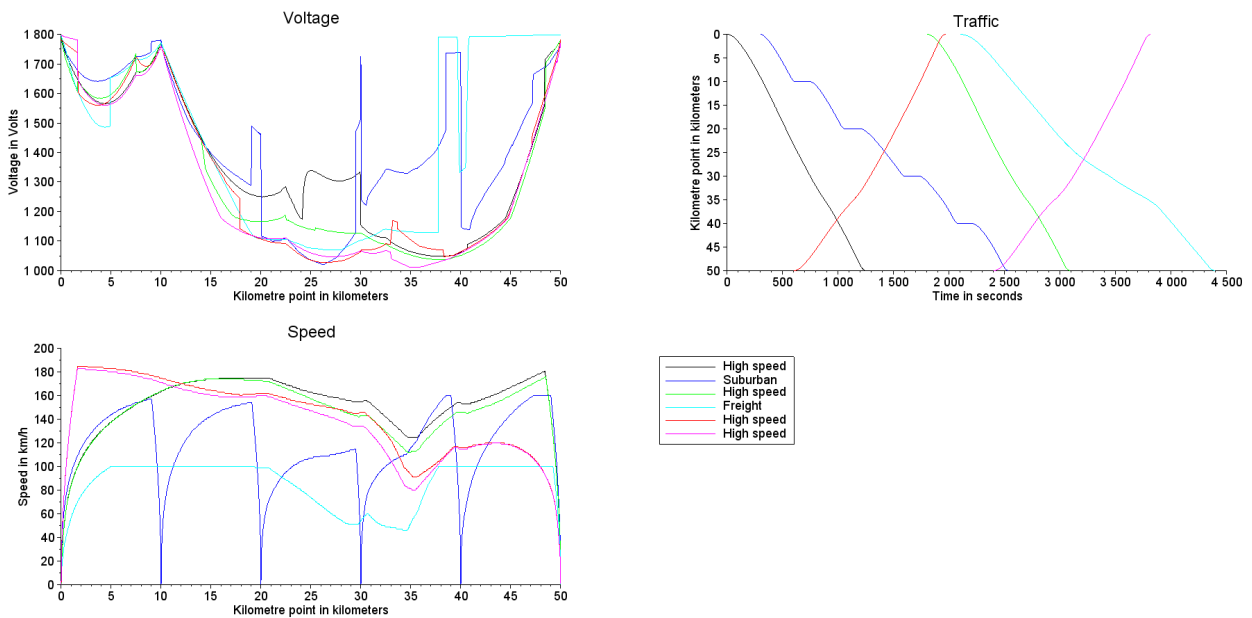 Voltage
Voltage in Volts
1 800
1 700
1 600
1 500
1 400
1 300
1 200
1 100
1 000
0 5 10 15 20 25 30 35 40 45 50
Kilometre point in kilometers
Traffic
Kilometre point in kilometers
0
5
10
15
20
25
30
35
40
45
50
0 500 1 000 1 500 2 000 2 500 3 000 3 500 4 000 4 500
Time in seconds
Speed
Speed in km/h
200
180
160
140
120
100
80
60
40
20
0
0 5 10 15 20 25 30 35 40 45 50
Kilometre point in kilometers
High speed
Suburban
High speed
Freight
High speed
High speed